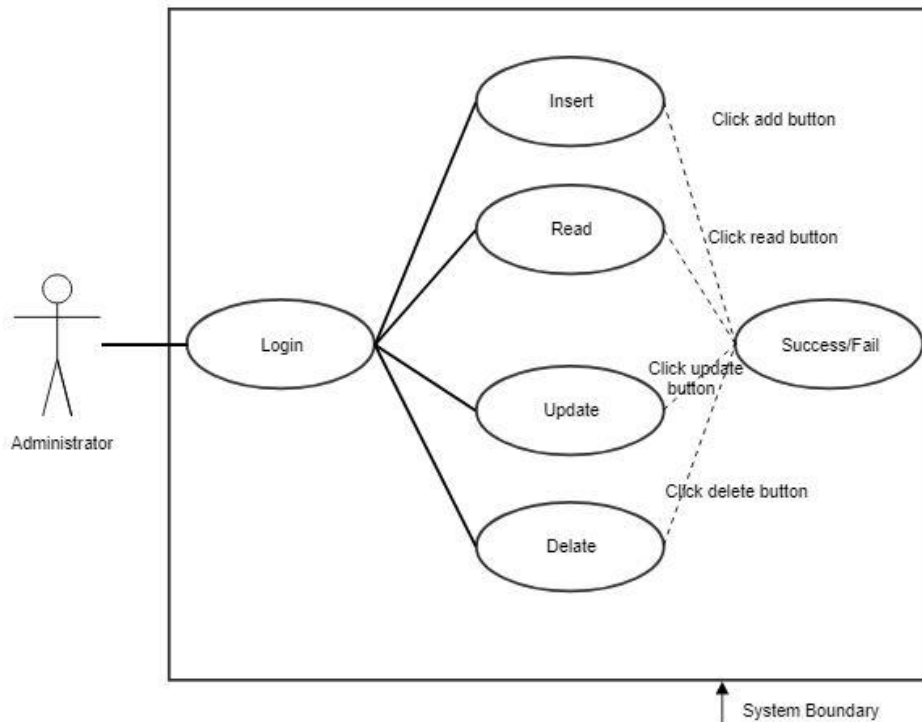 Insert
Click add button
Read
Click read button
Login
Success/Fail
Click update
button
Update
Administrator
Click delete button
Delate
System Boundary